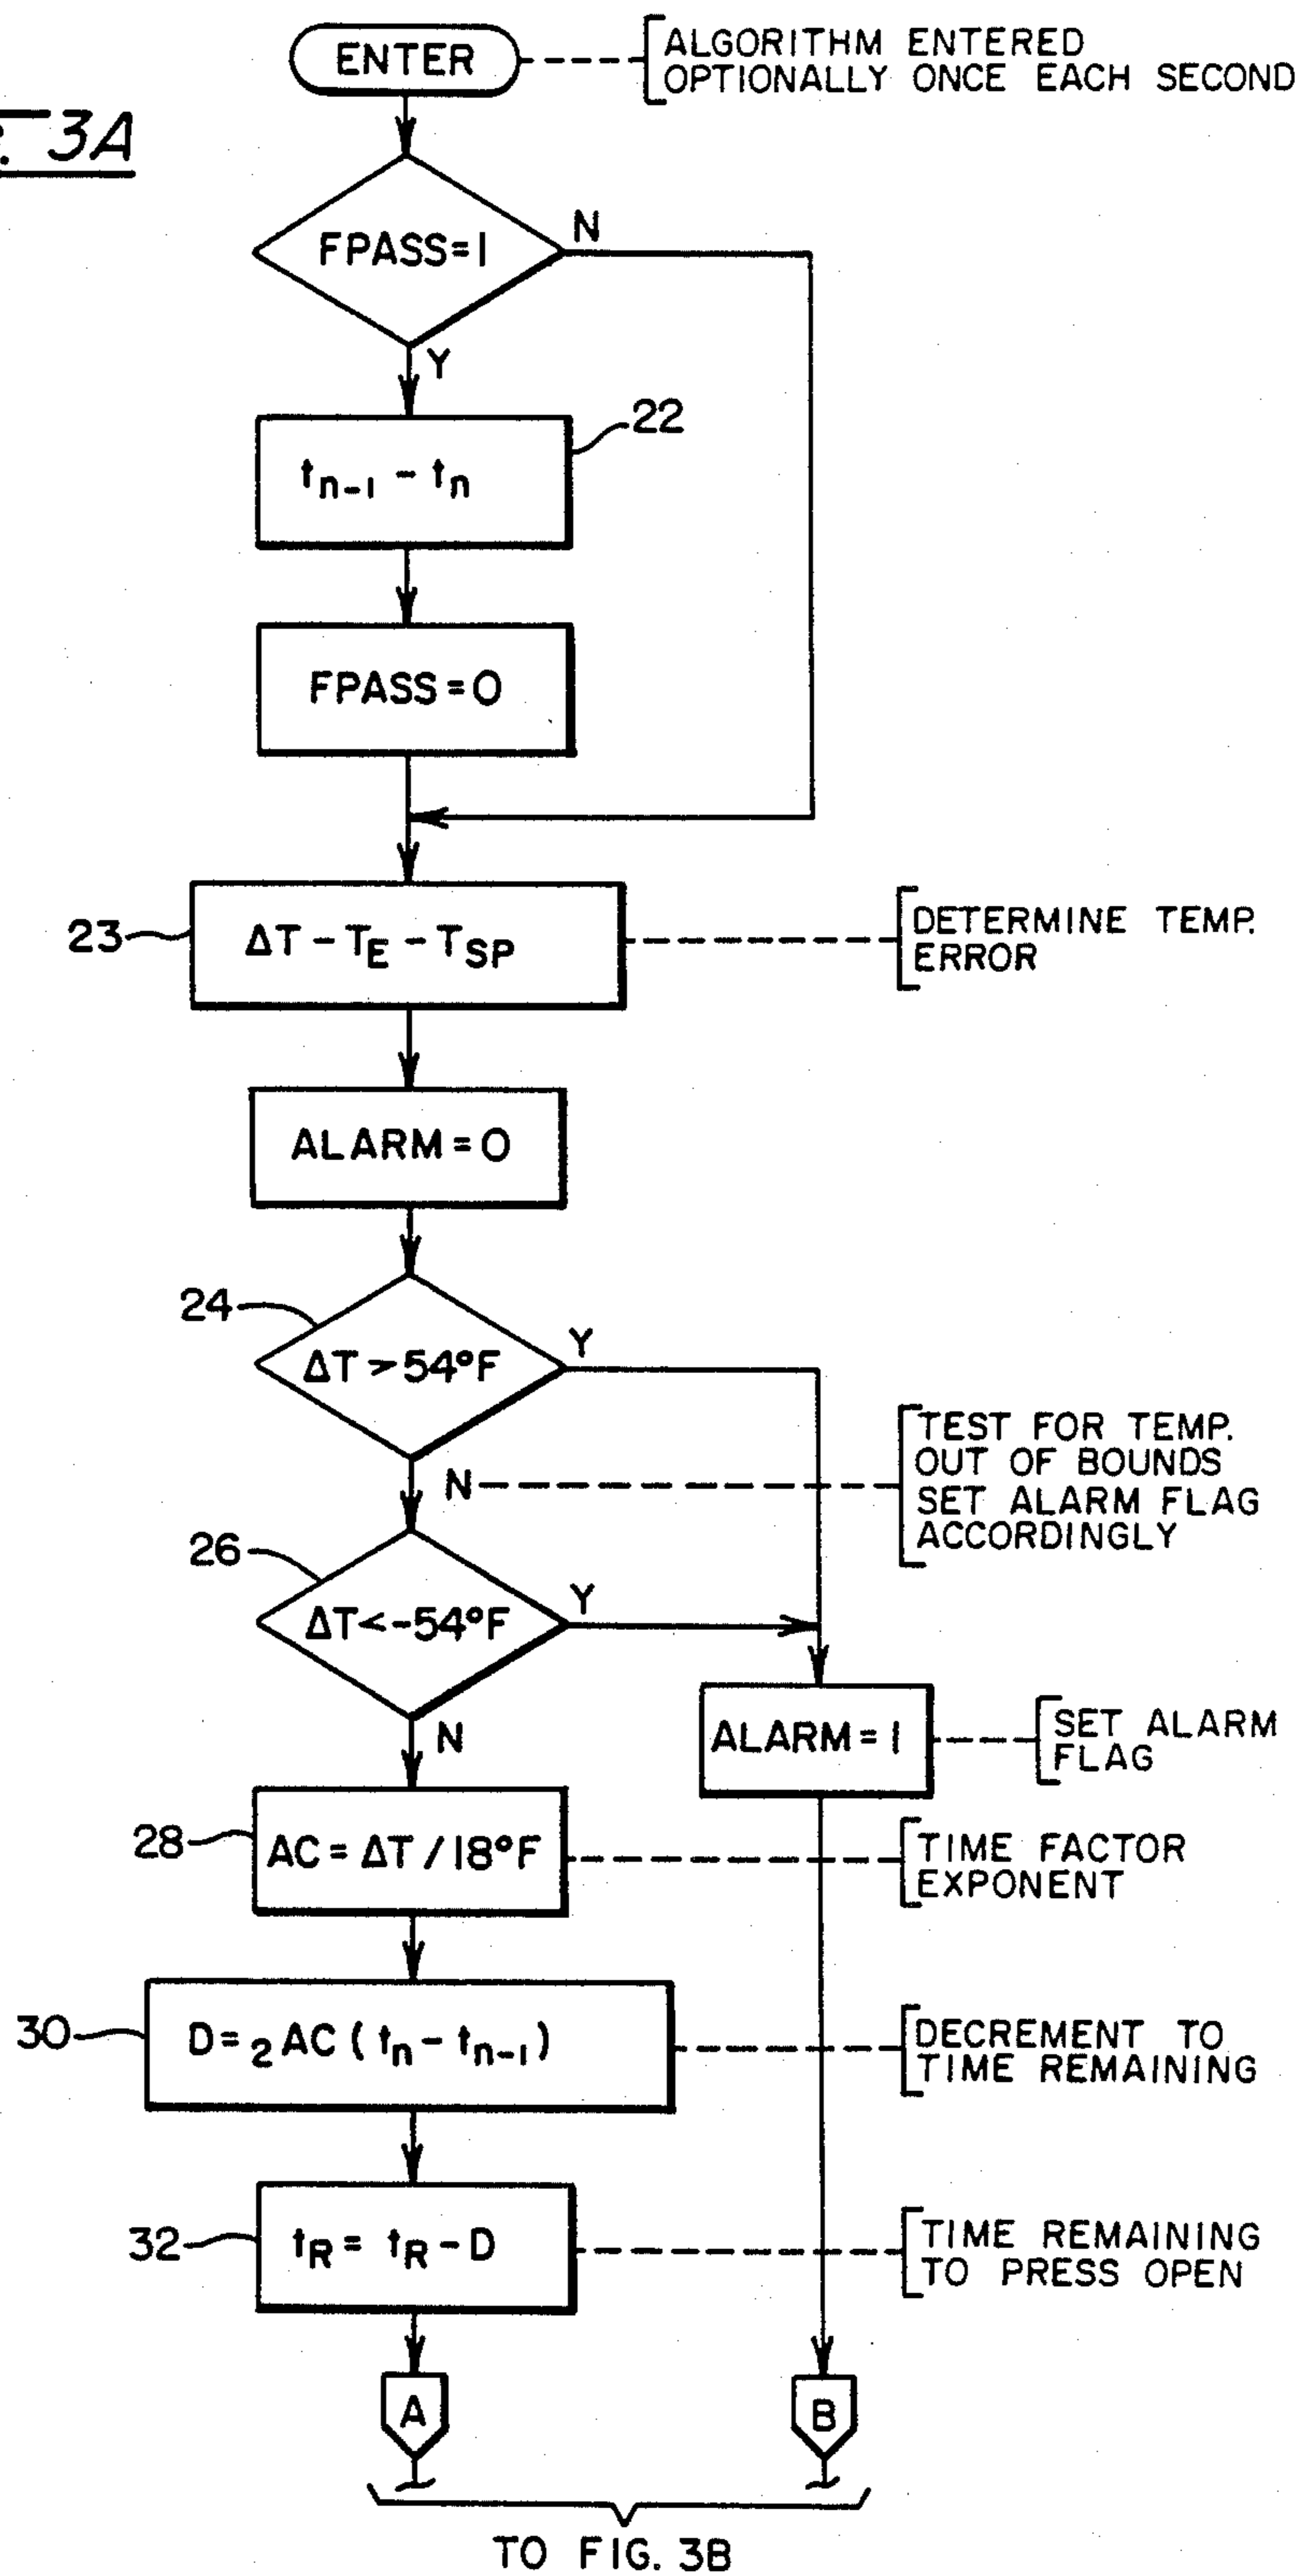 ENTER
ALGORITHM ENTERED
OPTIONALLY ONCE EACH SECOND
. 3A
FPASS=1
N
Y
22
tn-1 - tn
FPASS=0
23
ΔT - TE - TSP
DETERMINE TEMP.
ERROR
ALARM=0
24
ΔT > 54°F
Y
N
TEST FOR TEMP.
OUT OF BOUNDS
SET ALARM FLAG
ACCORDINGLY
26
ΔT<-54°F
Y
N
ALARM=1
SET ALARM
FLAG
28
AC = ΔT / 18°F
TIME FACTOR
EXPONENT
30
D=2 AC (tn - tn-1)
DECREMENT TO
TIME REMAINING
32
tR = tR - D
TIME REMAINING
TO PRESS OPEN
A
B
TO FIG. 3B